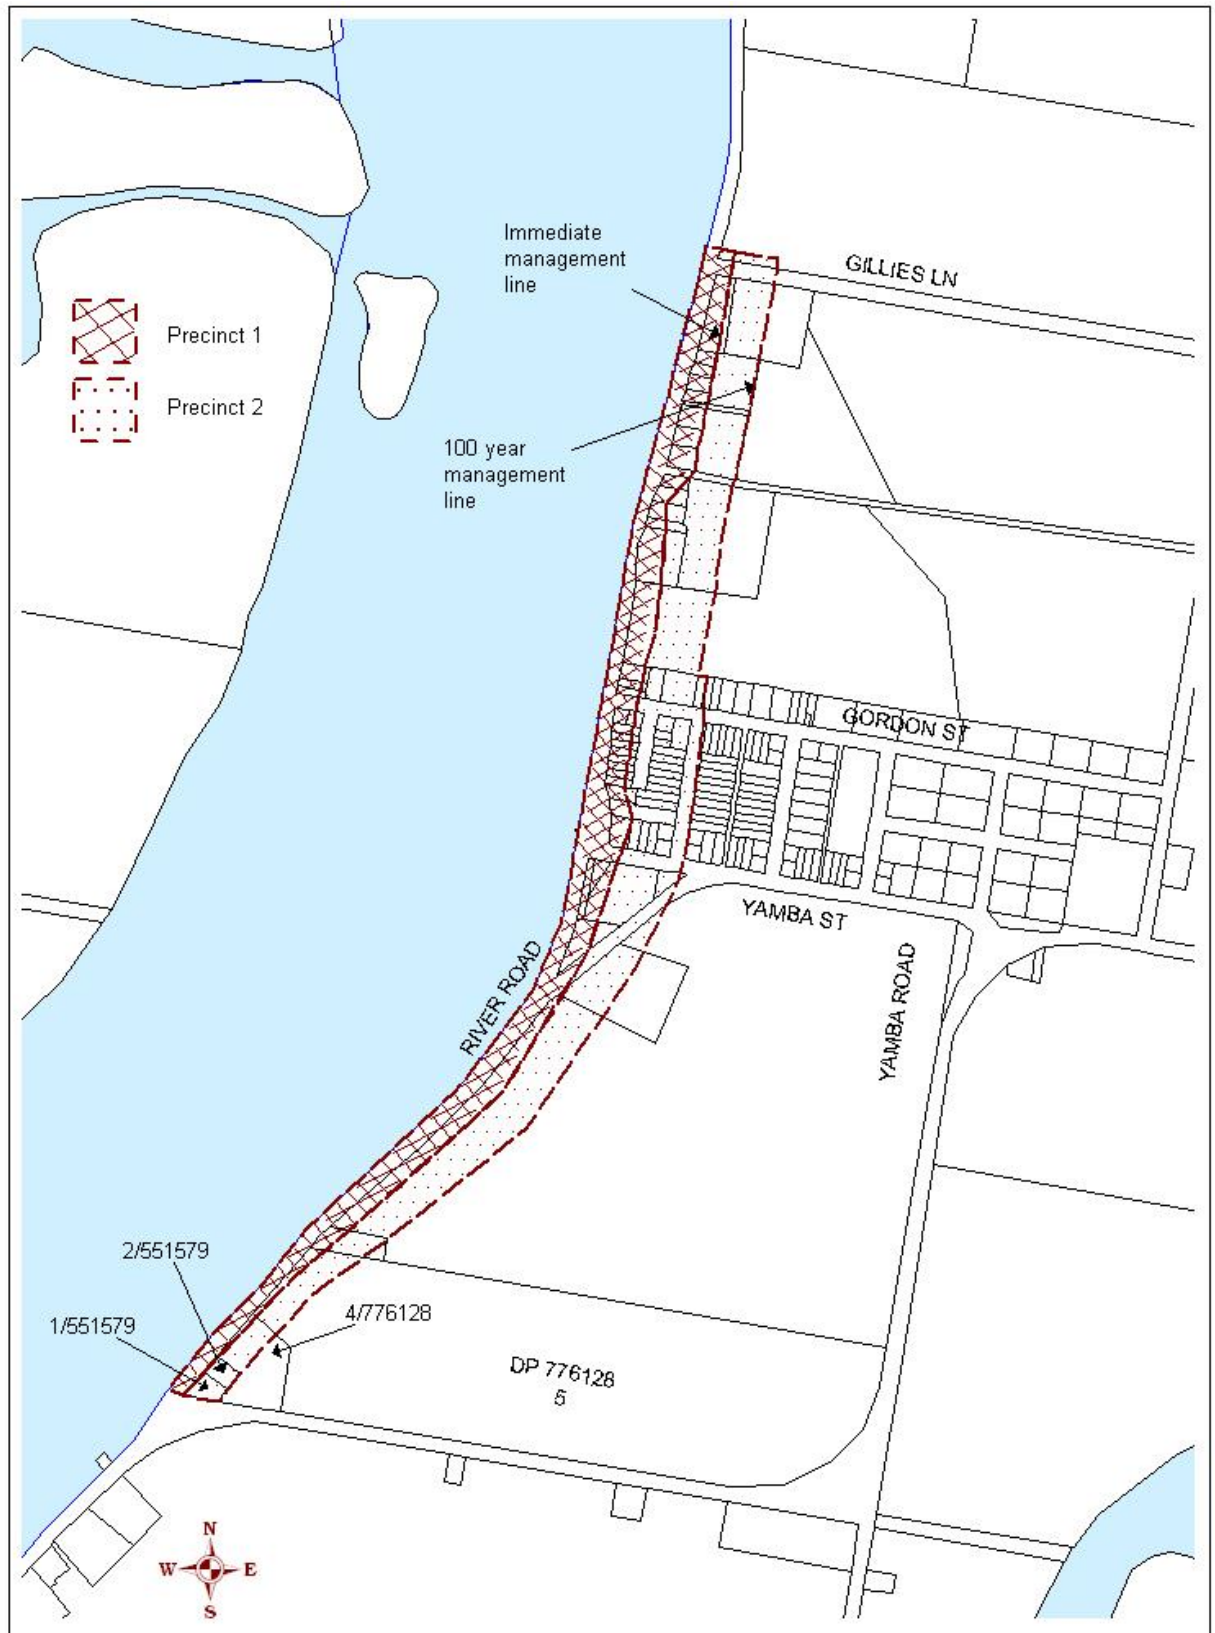 Immediate
management
line
GILLIES LN
Precinct 1
Precinct 2
100 year
management
line
GORDON ST
YAMBA ST
RIVER ROAD
YAMBA ROAD
2/551579
1/551579
4/776128
DP 776128
5
N
W E
S